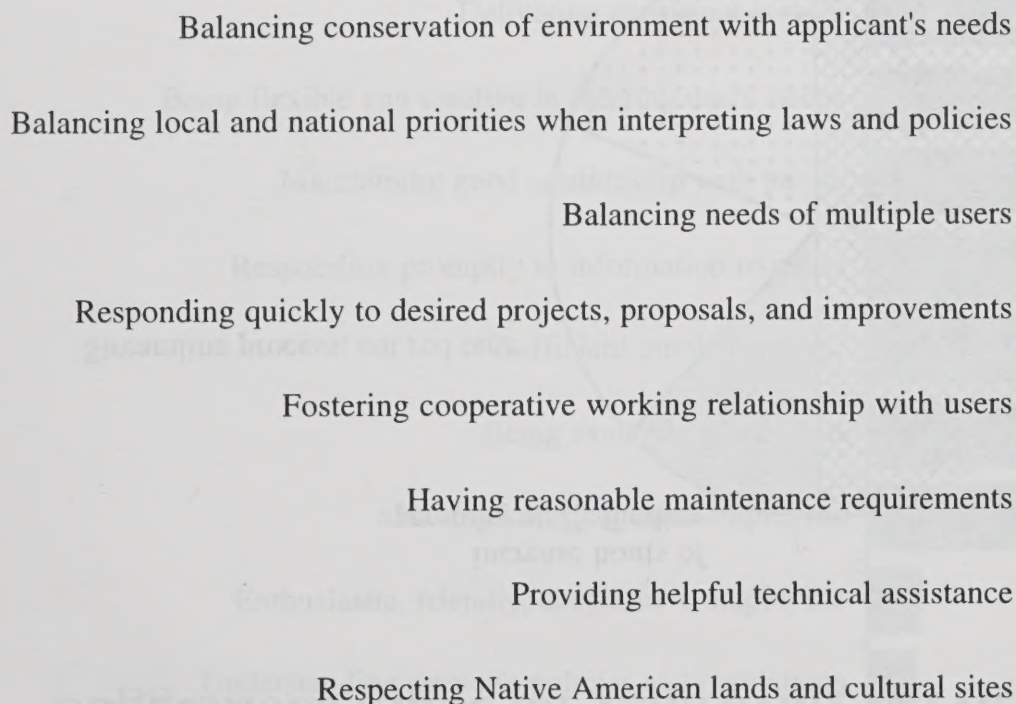 Balancing conservation of environment with applicant's needs
Balancing local and national priorities when interpreting laws and policies
Balancing needs of multiple users
Responding quickly to desired projects, proposals, and improvements
Fostering cooperative working relationship with users
Having reasonable maintenance requirements
Providing helpful technical assistance
Respecting Native American lands and cultural sites